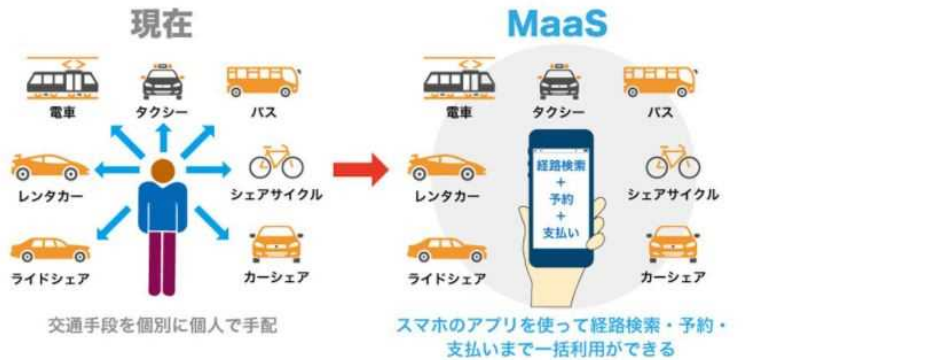 現在
電車
タクシー
バス
レンタカー
シェアサイクル
ライドシェア
カーシェア
交通手段を個別に個人で手配
MaaS
電車
タクシー
バス
レンタカー
経路検索
+
予約
+
支払い
シェアサイクル
ライドシェア
カーシェア
スマホのアプリを使って経路検索・予約・
支払いまで一括利用ができる